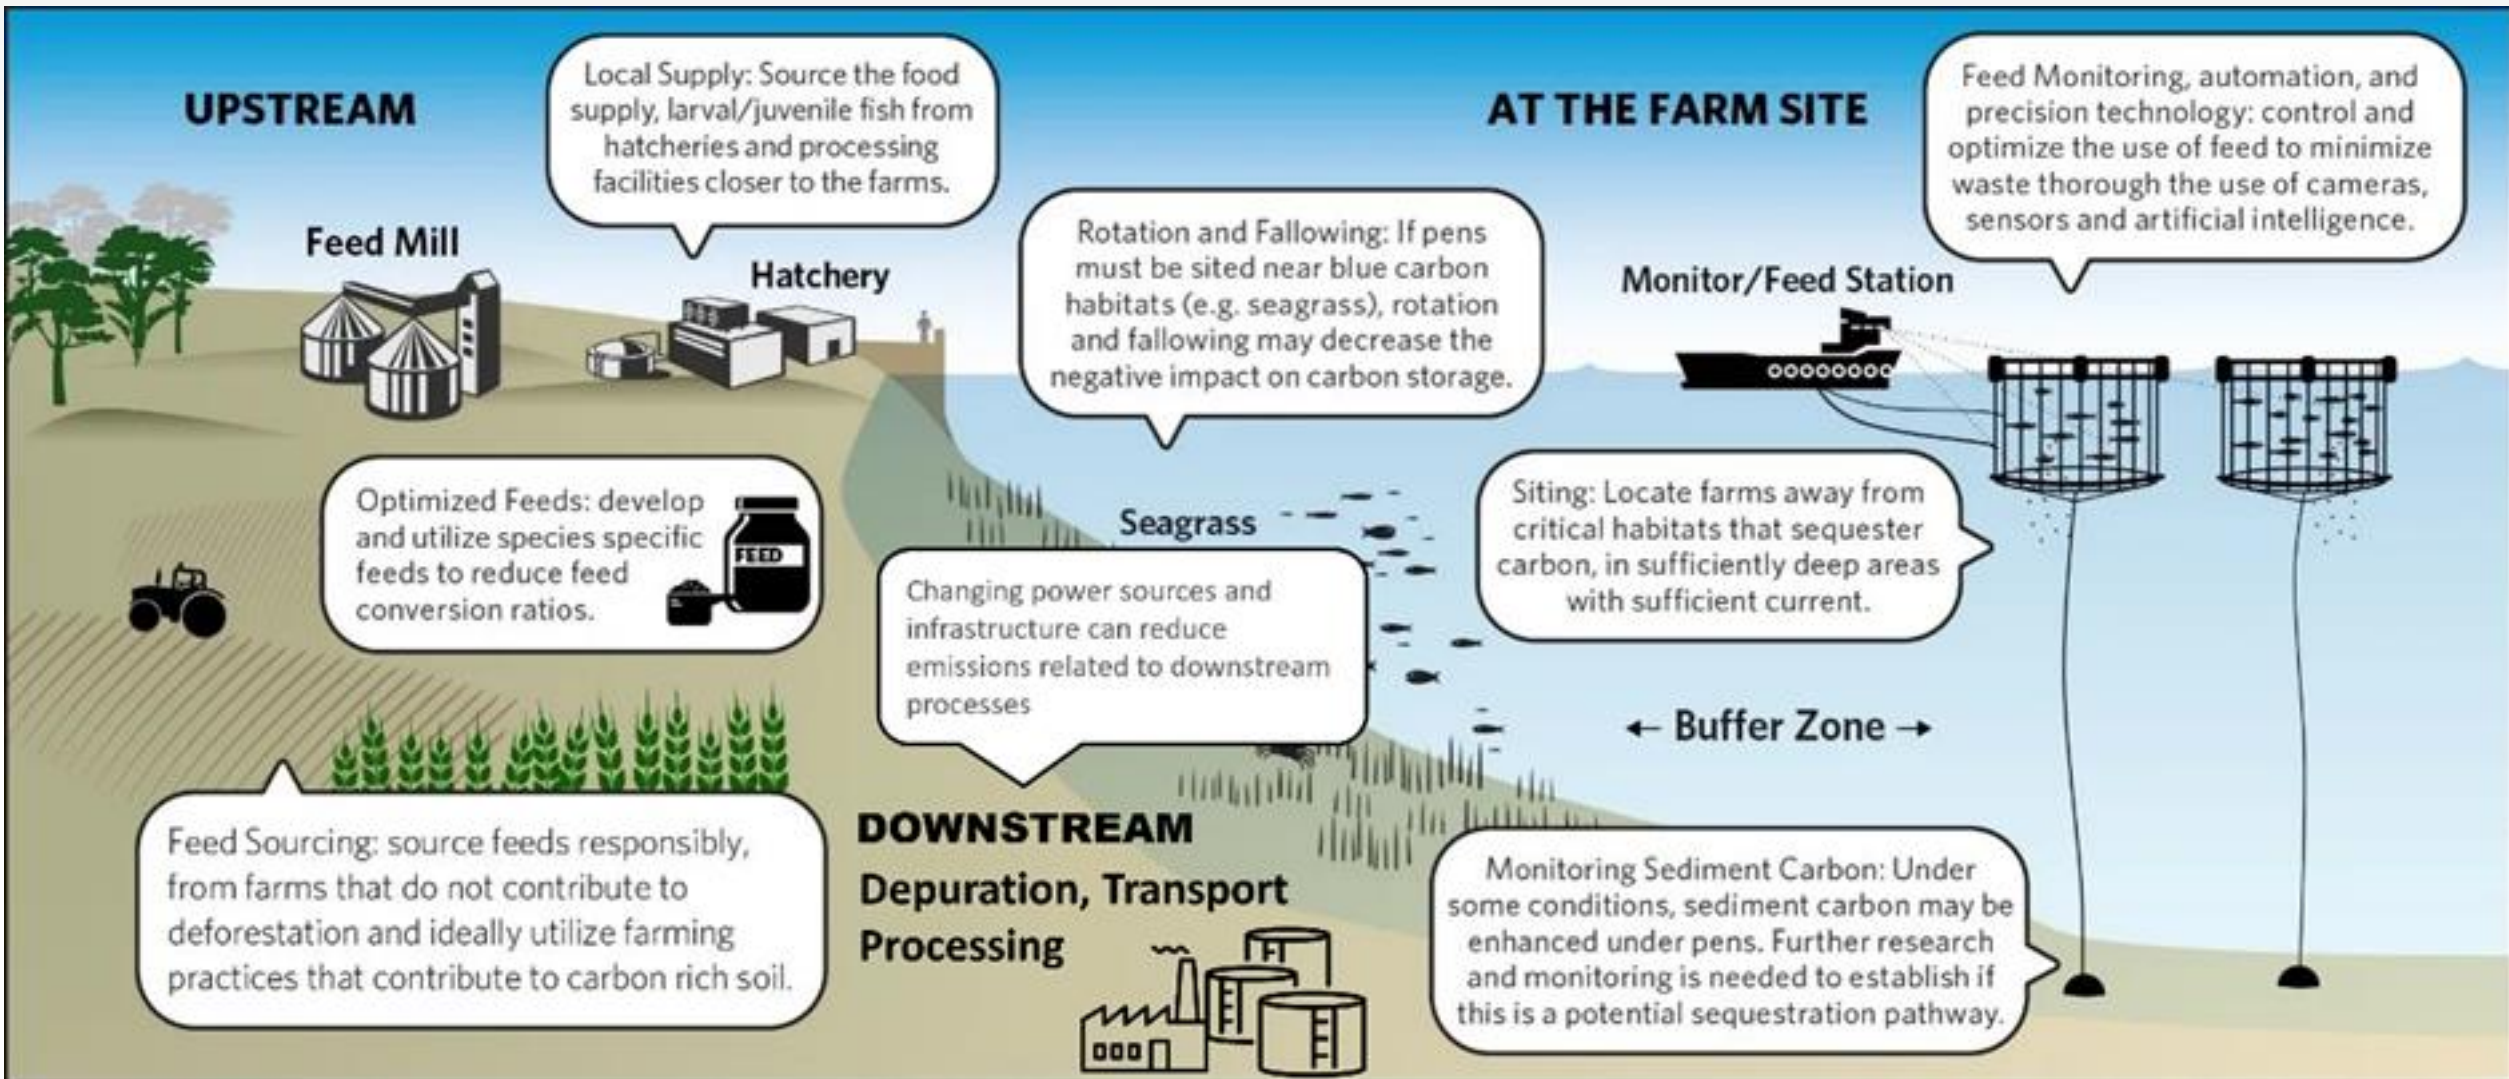 UPSTREAM
Local Supply: Source the food
supply, larval/juvenile fish from
hatcheries and processing
facilities closer to the farms.
Feed Mill
Hatchery
Optimized Feeds: develop
and utilize species specific
feeds to reduce feed
conversion ratios.
FEED
Feed Sourcing: source feeds responsibly,
from farms that do not contribute to
deforestation and ideally utilize farming
practices that contribute to carbon rich soil.
AT THE FARM SITE
Feed Monitoring, automation, and
precision technology: control and
optimize the use of feed to minimize
waste thorough the use of cameras,
sensors and artificial intelligence.
Rotation and Fallowing: If pens
must be sited near blue carbon
habitats (e.g. seagrass), rotation
and fallowing may decrease the
negative impact on carbon storage.
Monitor/Feed Station
Seagrass
Siting: Locate farms away from
critical habitats that sequester
carbon, in sufficiently deep areas
with sufficient current.
← Buffer Zone →
Monitoring Sediment Carbon: Under
some conditions, sediment carbon may be
enhanced under pens. Further research
and monitoring is needed to establish if
this is a potential sequestration pathway.
Changing power sources and
infrastructure can reduce
emissions related to downstream
processes
DOWNSTREAM
Depuration, Transport
Processing